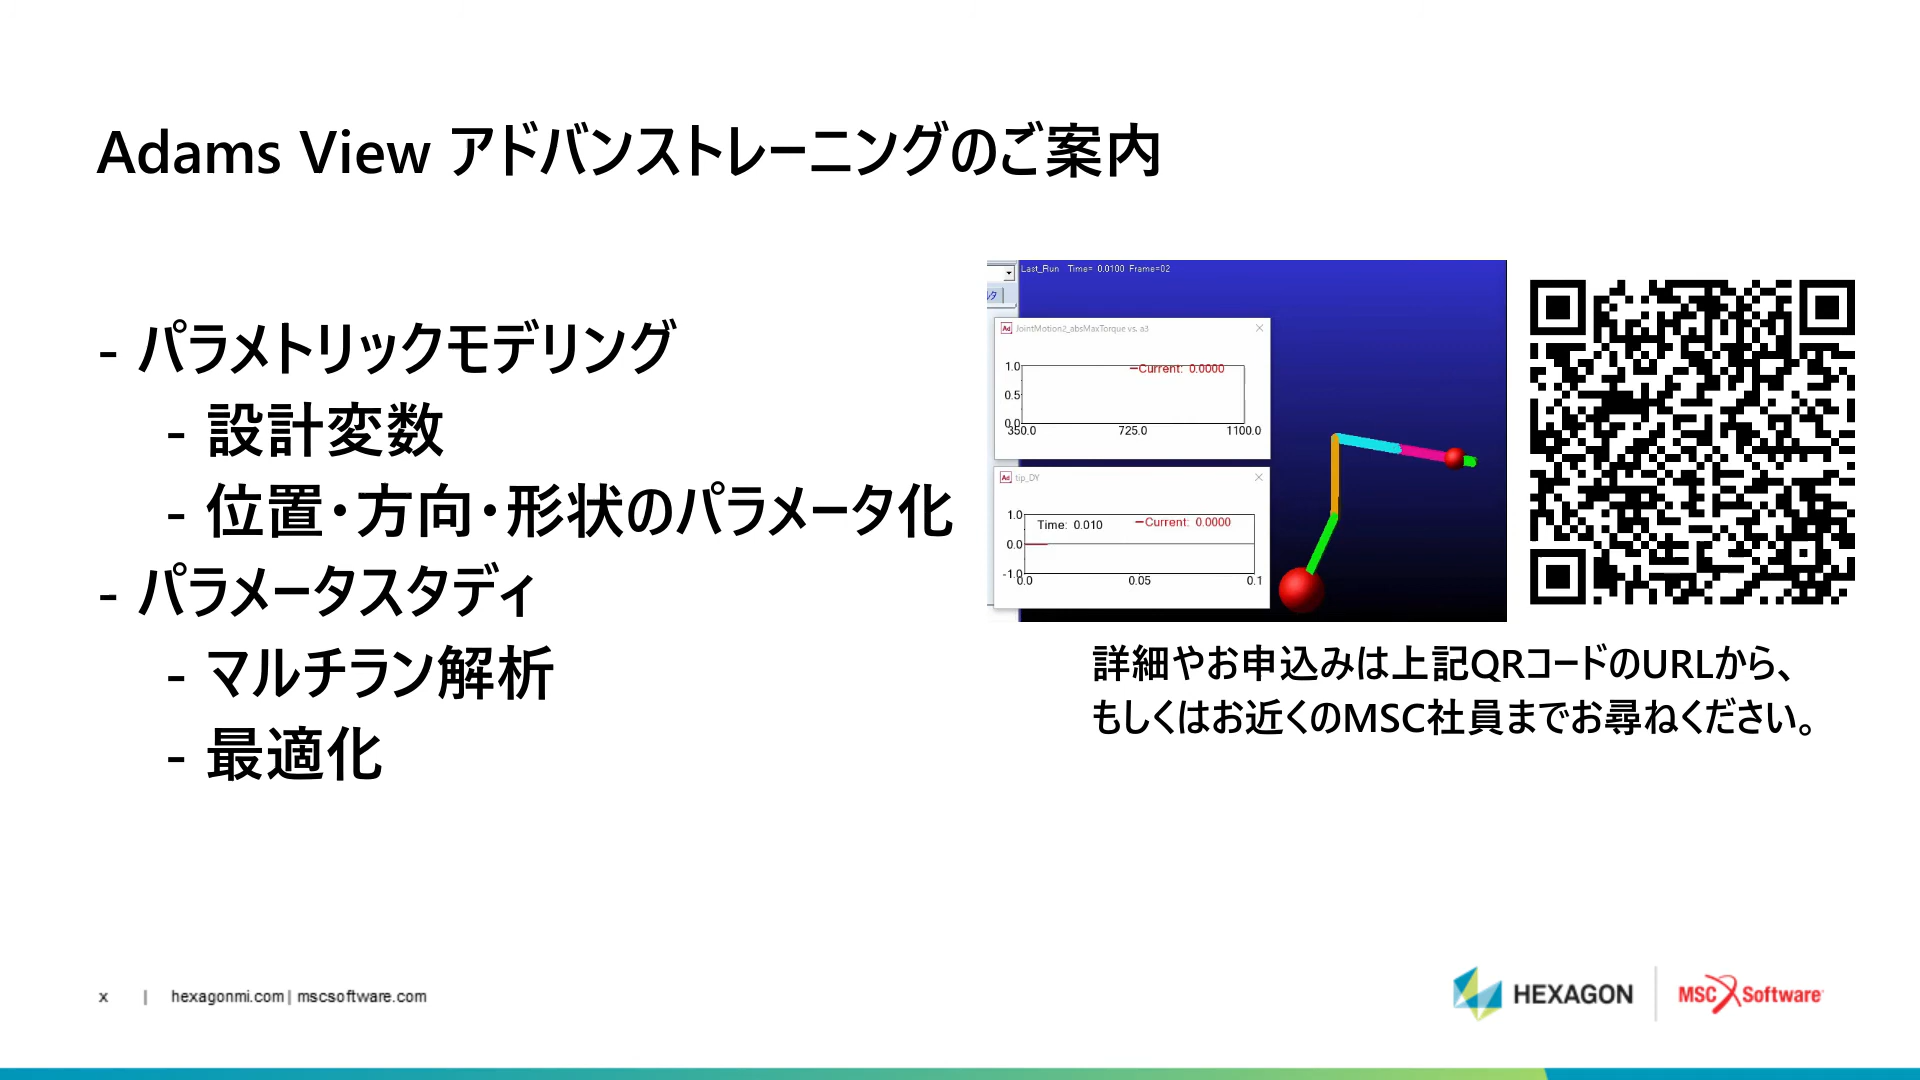 Adams View アドバンストレーニングのご案内
- パラメトリックモデリング
- 設計変数
- 位置・方向・形状のパラメータ化
- パラメータスタディ
- マルチラン解析
- 最適化
Last_Run Time= 0.0100 Frame=02
JointMotion2_absMaxTorque vs. a3
Current: 0.0000
1.0
0.5
0.0
350.0 725.0 1100.0
tip_DY
Time: 0.010 Current: 0.0000
1.0
0.0
-1.0
0.0 0.05 0.1
詳細やお申込みは上記QRコードのURLから、
もしくはお近くのMSC社員までお尋ねください。
x | hexagonmi.com | mscsoftware.com
HEXAGON
MSC Software